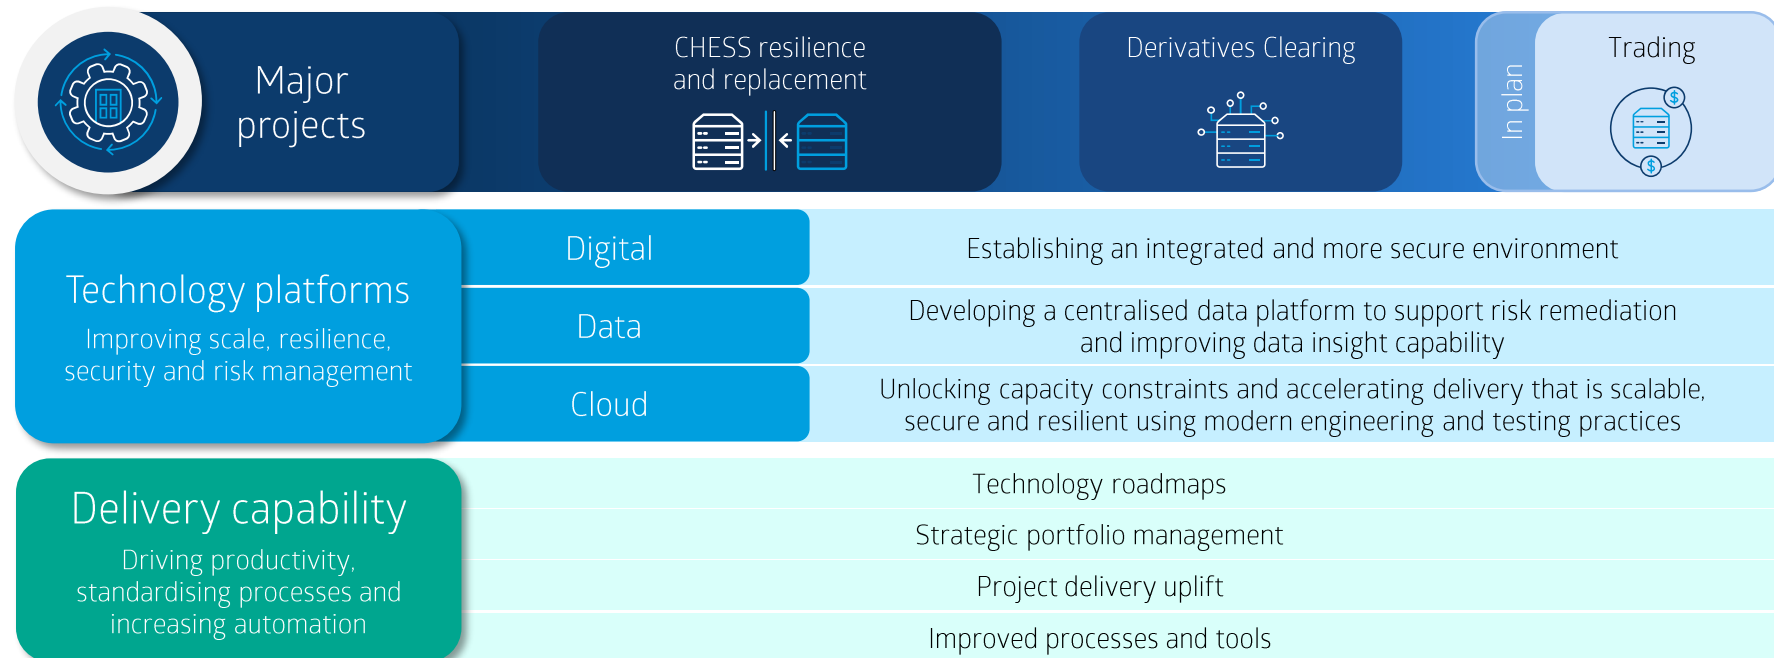 Major
projects
CHESS resilience
and replacement
Derivatives Clearing
In plan
Trading
$
$
Technology platforms
Improving scale, resilience,
security and risk management
Digital
Establishing an integrated and more secure environment
Data
Developing a centralised data platform to support risk remediation
and improving data insight capability
Cloud
Unlocking capacity constraints and accelerating delivery that is scalable,
secure and resilient using modern engineering and testing practices
Delivery capability
Driving productivity,
standardising processes and
increasing automation
Technology roadmaps
Strategic portfolio management
Project delivery uplift
Improved processes and tools